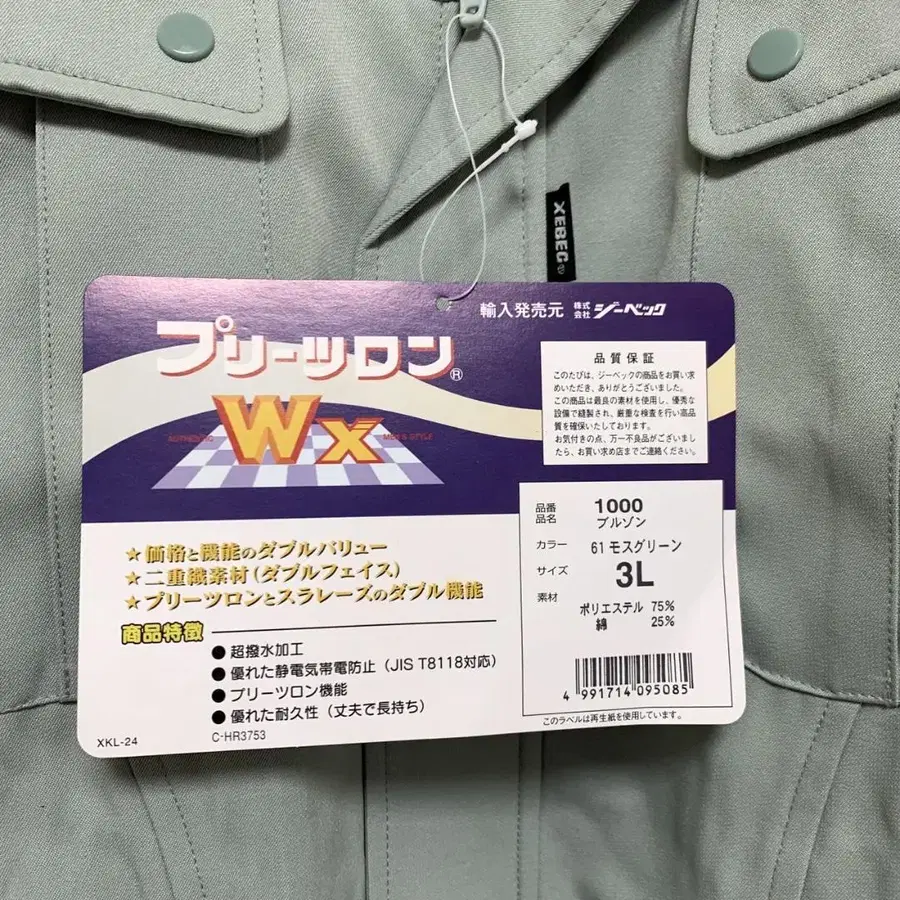 XEBEC®
輸入発売元 株式会社 ジーベック
プリーツロン®
WX
AUTHENTIC MEN'S STYLE
品質保証
このたびは、ジーベックの商品をお買い求
めいただき、ありがとうございました。
この商品は最良の素材を使用し、優秀な
設備で縫製され、厳重な検査を行い高品
質を確保いたしております。
お気付きの点、万一不良品がございまし
たら、お買い求め店までご連絡ください。
★価格と機能のダブルバリュー
★二重織素材(ダブルフェイス)
★プリーツロンとスラレーズのダブル機能
商品特徴
●超撥水加工
●優れた静電気帯電防止(JIS T8118対応)
●プリーツロン機能
●優れた耐久性(丈夫で長持ち)
XKL-24 C-HR3753
品番 1000
品名 ブルゾン
カラー 61 モスグリーン
サイズ 3L
素材
ポリエステル 75%
綿 25%
4 991714 095085
このラベルは再生紙を使用しています。